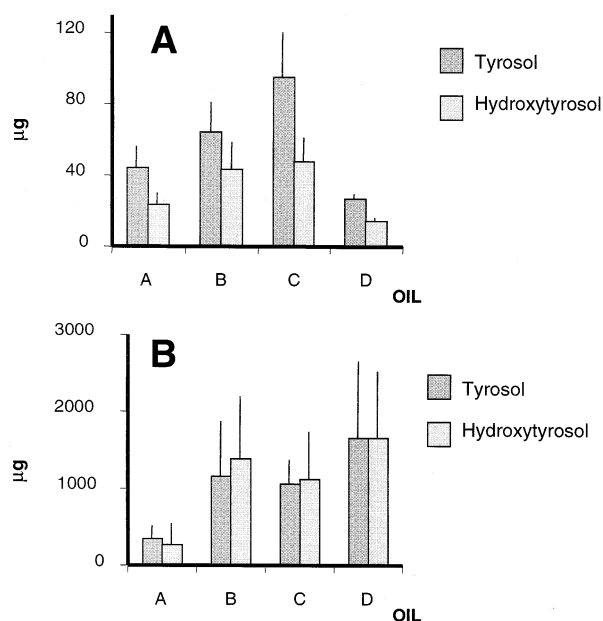 A
120
80
40
0
µg
Tyrosol
Hydroxytyrosol
A B C D
OIL
B
3000
2000
1000
0
µg
Tyrosol
Hydroxytyrosol
A B C D
OIL